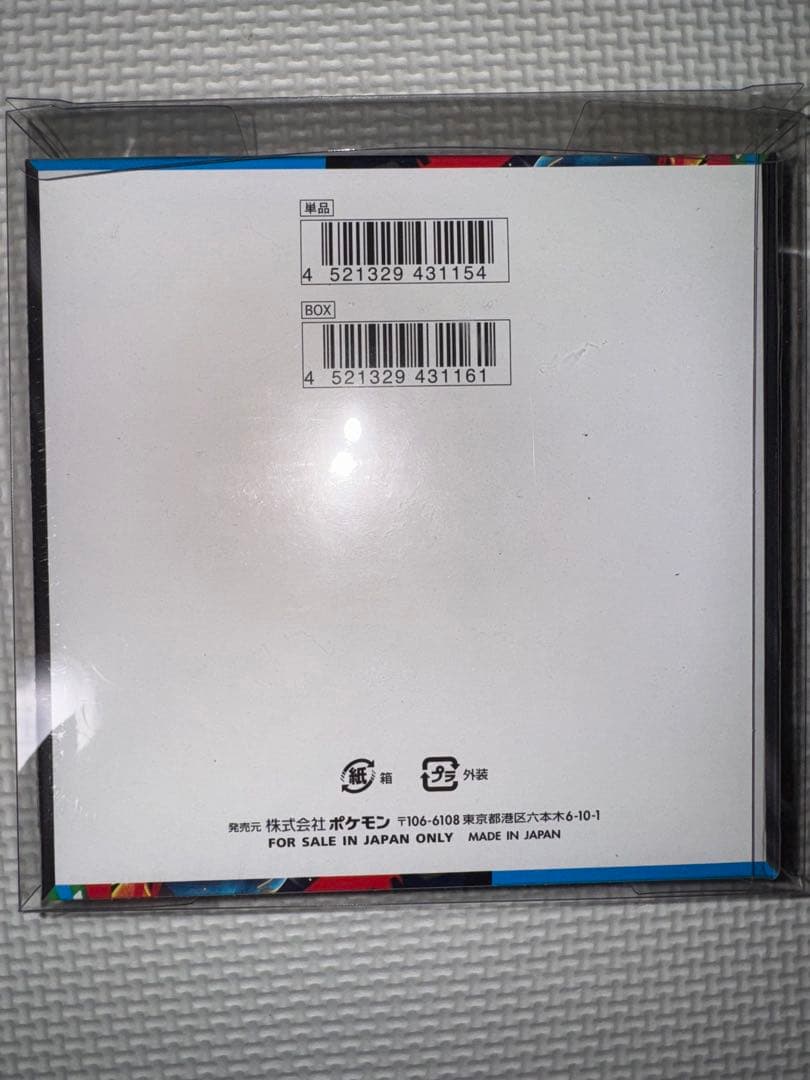 単品
4 521329 431154
BOX
4 521329 431161
紙 箱 プラ 外装
発売元 株式会社ポケモン 〒106-6108 東京都港区六本木6-10-1
FOR SALE IN JAPAN ONLY MADE IN JAPAN